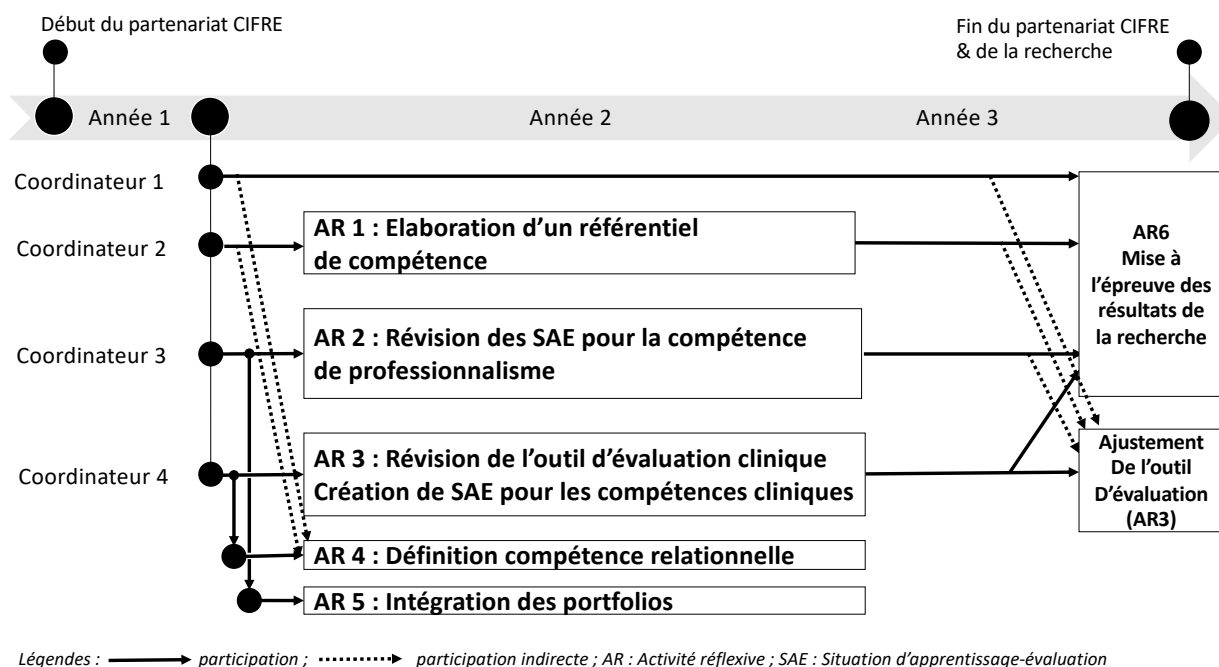 Début du partenariat CIFRE
Fin du partenariat CIFRE
& de la recherche
Année 1
Année 2
Année 3
Coordinateur 1
Coordinateur 2
Coordinateur 3
Coordinateur 4
AR 1 : Elaboration d’un référentiel
de compétence
AR 2 : Révision des SAE pour la compétence
de professionnalisme
AR 3 : Révision de l’outil d’évaluation clinique
Création de SAE pour les compétences cliniques
AR 4 : Définition compétence relationnelle
AR 5 : Intégration des portfolios
AR6
Mise à
l’épreuve des
résultats de
la recherche
Ajustement
De l’outil
D’évaluation
(AR3)
Légendes : participation ; participation indirecte ; AR : Activité réflexive ; SAE : Situation d’apprentissage-évaluation